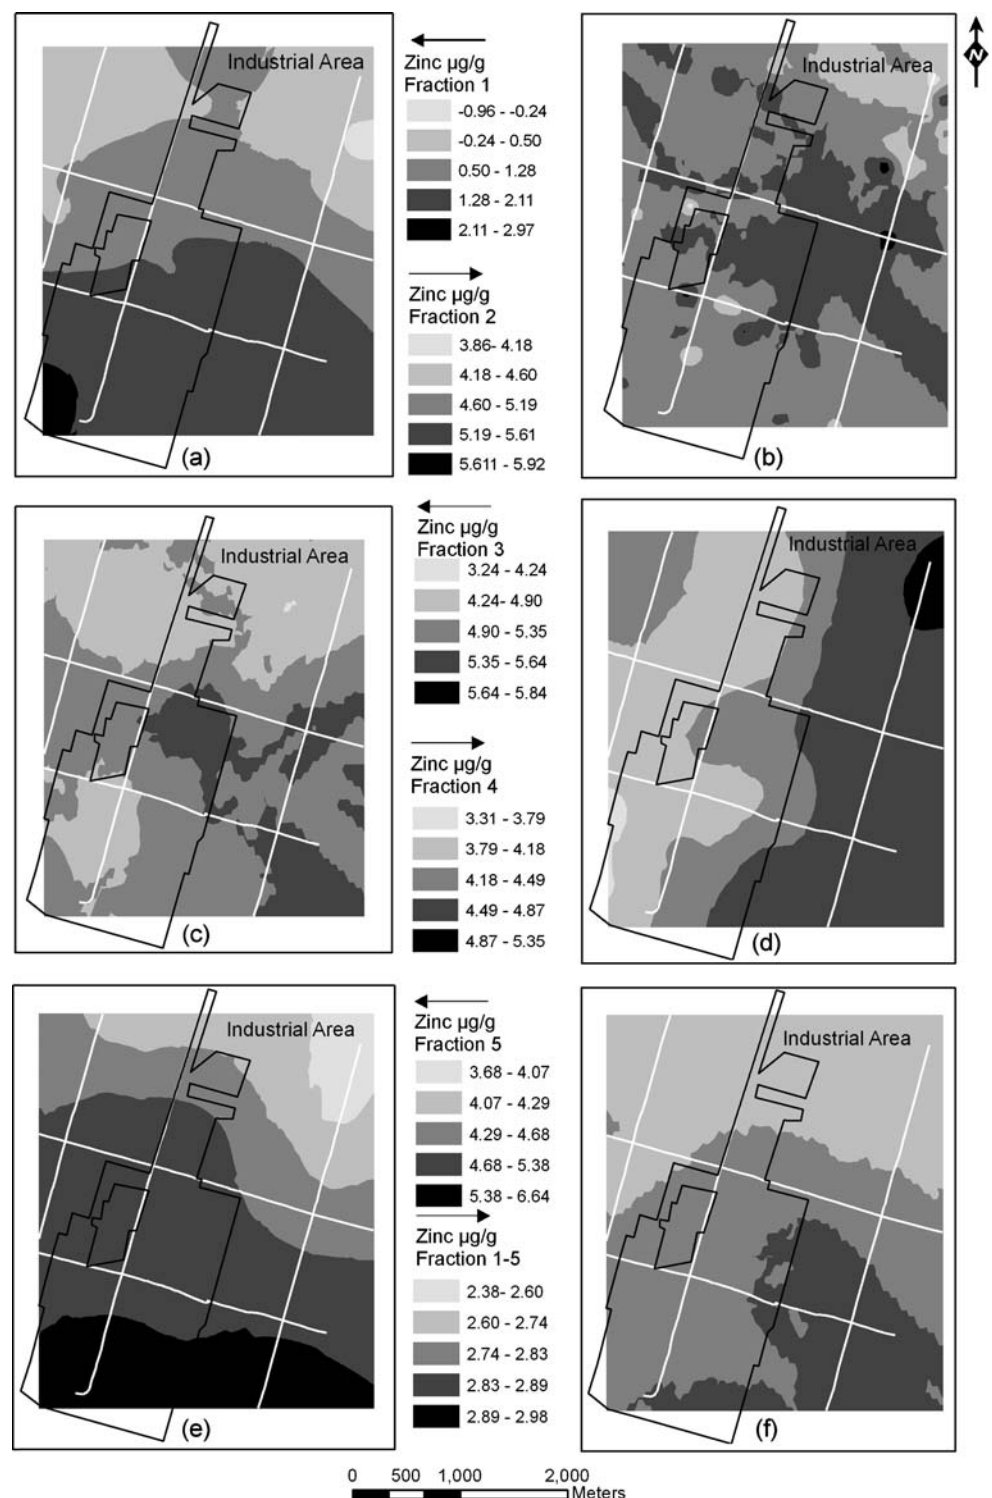 Industrial Area
Zinc µg/g
Fraction 1
-0.96 - -0.24
-0.24 - 0.50
0.50 - 1.28
1.28 - 2.11
2.11 - 2.97
(a)
Zinc µg/g
Fraction 2
3.86- 4.18
4.18 - 4.60
4.60 - 5.19
5.19 - 5.61
5.611 - 5.92
Industrial Area
N
(b)
Industrial Area
Zinc µg/g
Fraction 3
3.24 - 4.24
4.24- 4.90
4.90 - 5.35
5.35 - 5.64
5.64 - 5.84
(c)
Zinc µg/g
Fraction 4
3.31 - 3.79
3.79 - 4.18
4.18 - 4.49
4.49 - 4.87
4.87 - 5.35
Industrial Area
(d)
Industrial Area
Zinc µg/g
Fraction 5
3.68 - 4.07
4.07 - 4.29
4.29 - 4.68
4.68 - 5.38
5.38 - 6.64
(e)
Zinc µg/g
Fraction 1-5
2.38- 2.60
2.60 - 2.74
2.74 - 2.83
2.83 - 2.89
2.89 - 2.98
Industrial Area
(f)
0 500 1,000 2,000
Meters